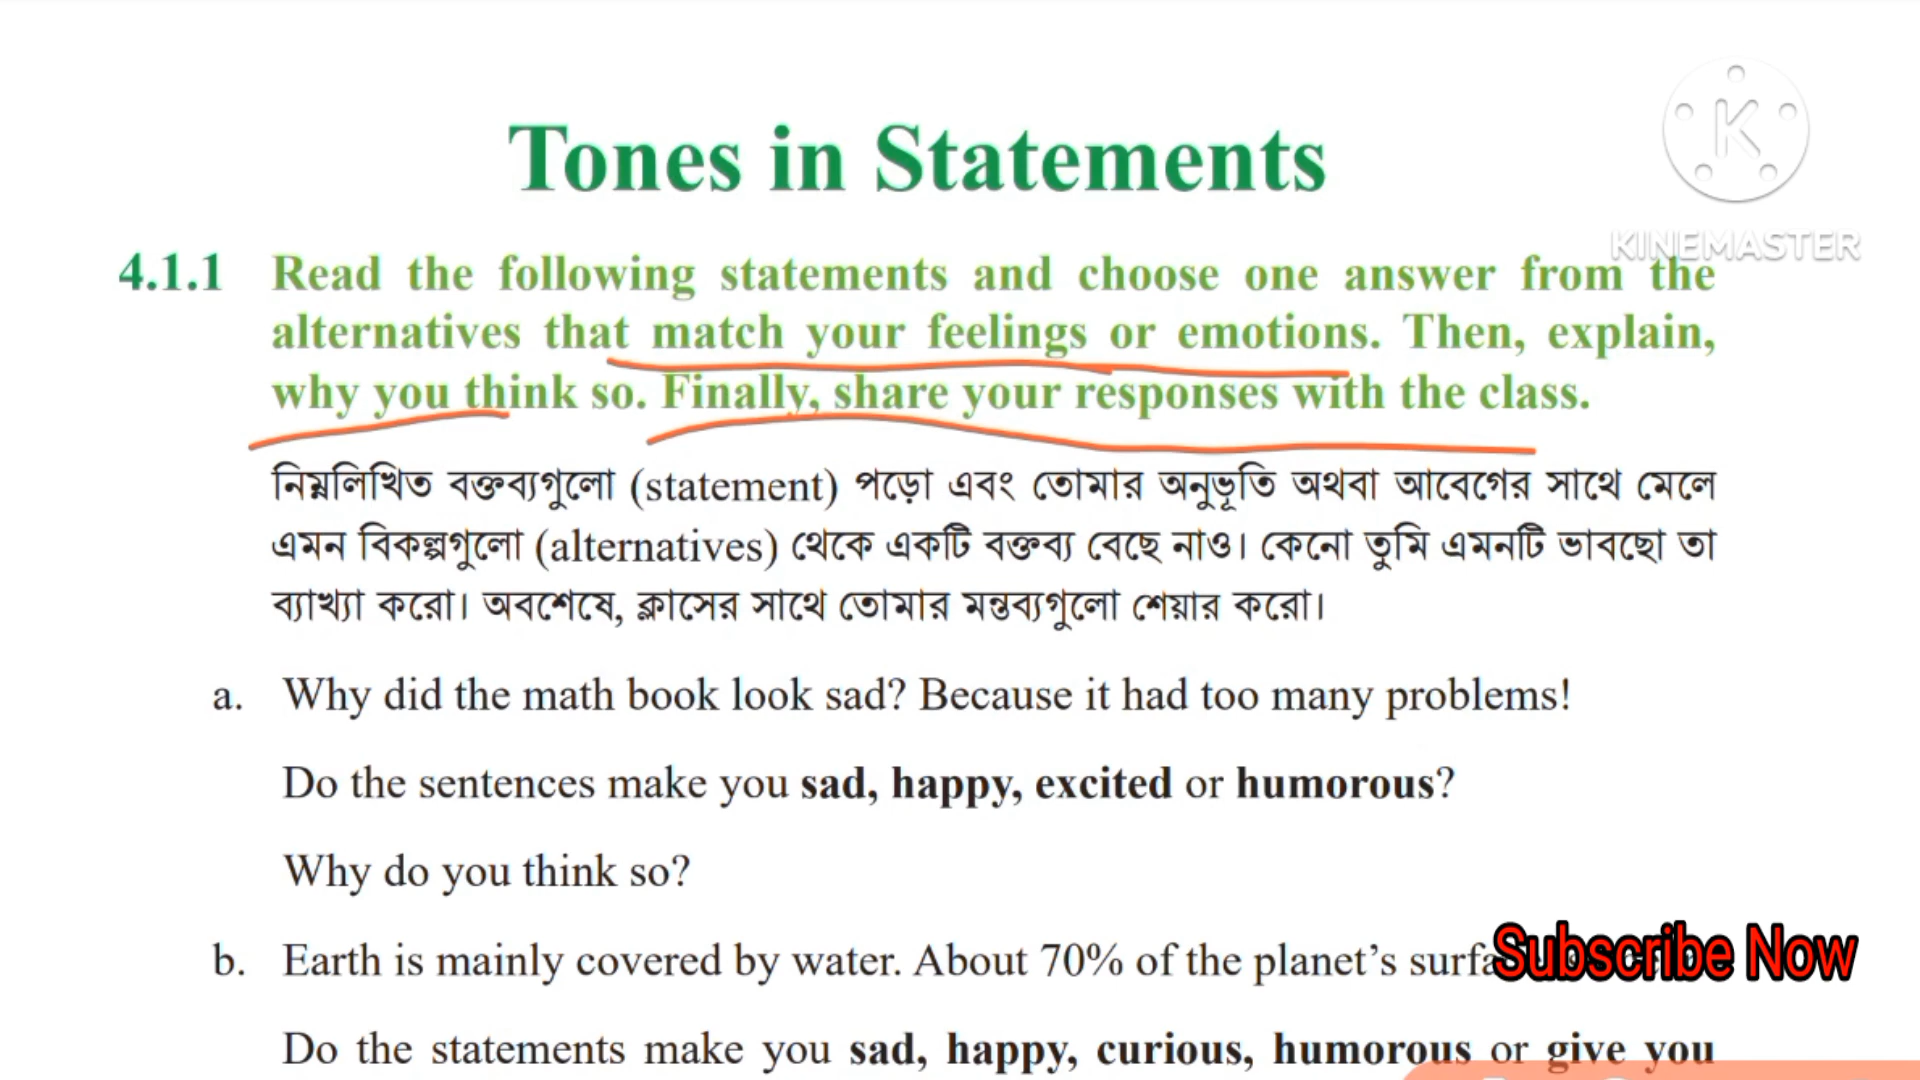 Tones in Statements
KINEMASTER
4.1.1 Read the following statements and choose one answer from the
alternatives that match your feelings or emotions. Then, explain,
why you think so. Finally, share your responses with the class.
নিম্নলিখিত বক্তব্যগুলো (statement) পড়ো এবং তোমার অনুভূতি অথবা আবেগের সাথে মেলে
এমন বিকল্পগুলো (alternatives) থেকে একটি বক্তব্য বেছে নাও। কেনো তুমি এমনটি ভাবছো তা
ব্যাখ্যা করো। অবশেষে, ক্লাসের সাথে তোমার মন্তব্যগুলো শেয়ার করো।
a. Why did the math book look sad? Because it had too many problems!
Do the sentences make you sad, happy, excited or humorous?
Why do you think so?
b. Earth is mainly covered by water. About 70% of the planet's
Subscribe Now
Do the statements make you sad, happy, curious, humorous or give you